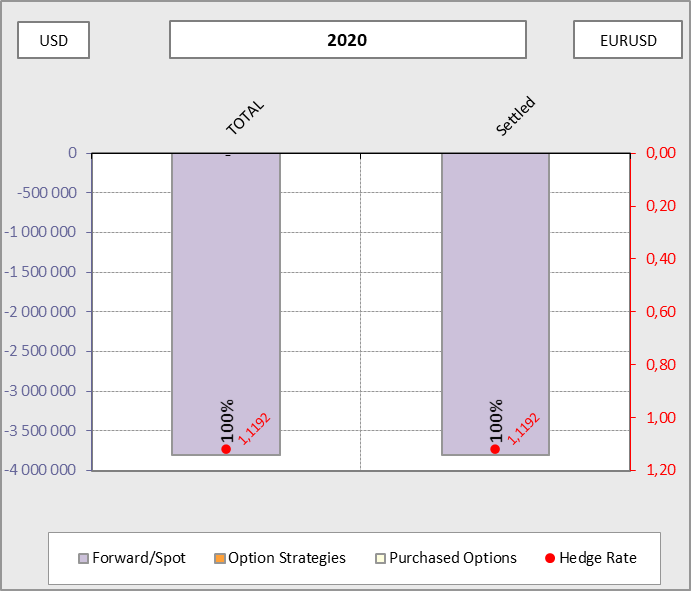 USD 2020 EURUSD
TOTAL Settled
0 0,00
-500 000 0,20
-1 000 000
-1 500 000 0,40
-2 000 000 0,60
-2 500 000
-3 000 000 0,80
-3 500 000 1,00
-4 000 000 1,20
-
100% 1,1192 100% 1,1192
Forward/Spot Option Strategies Purchased Options Hedge Rate